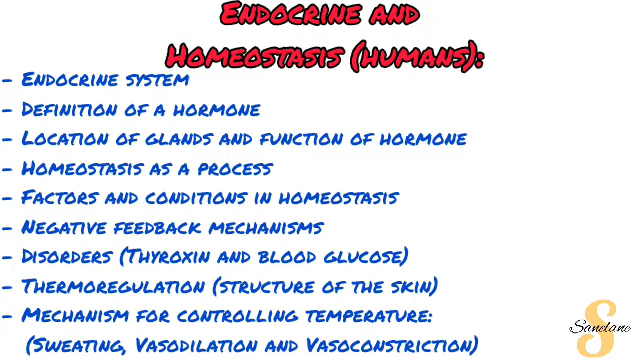 Endocrine and
Homeostasis (humans):
- Endocrine system
- Definition of a hormone
- Location of glands and function of hormone
- Homeostasis as a process
- Factors and conditions in homeostasis
- Negative feedback mechanisms
- Disorders (Thyroxin and blood glucose)
- Thermoregulation (structure of the skin)
- Mechanism for controlling temperature:
(Sweating, Vasodilation and Vasoconstriction)
S